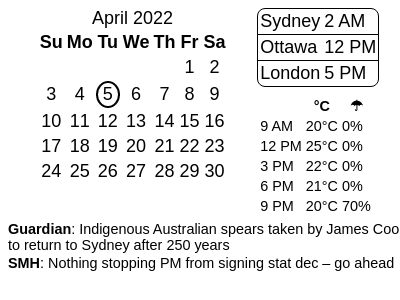 April 2022
Su Mo Tu We Th Fr Sa
1 2
3 4 5 6 7 8 9
10 11 12 13 14 15 16
17 18 19 20 21 22 23
24 25 26 27 28 29 30
Sydney 2 AM
Ottawa 12 PM
London 5 PM
°C ☂
9 AM 20°C 0%
12 PM 25°C 0%
3 PM 22°C 0%
6 PM 21°C 0%
9 PM 20°C 70%
Guardian: Indigenous Australian spears taken by James Coo
to return to Sydney after 250 years
SMH: Nothing stopping PM from signing stat dec – go ahead